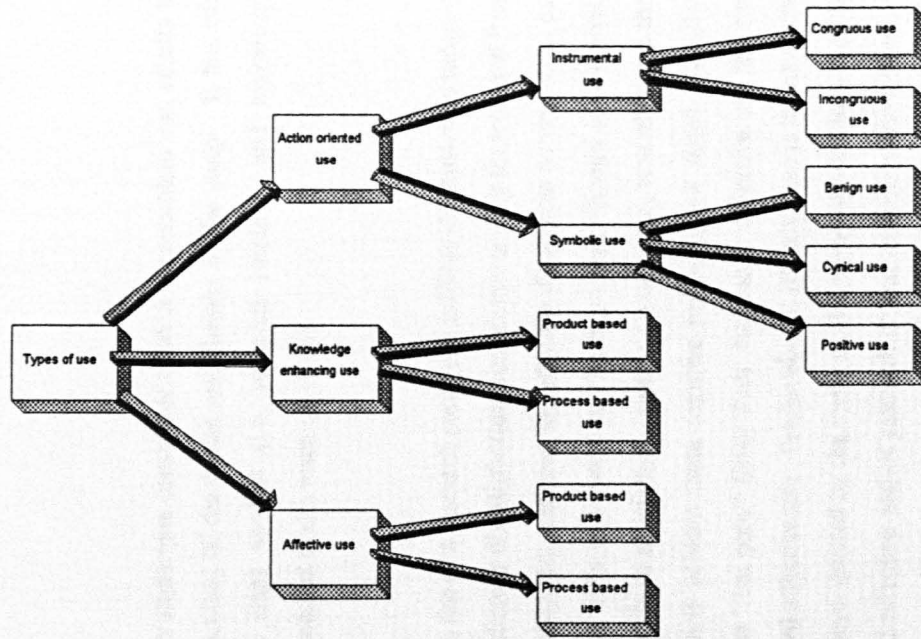 Types of use
Action oriented
use
Knowledge
enhancing use
Affective use
Instrumental
use
Symbolic use
Product based
use
Process based
use
Product based
use
Process based
use
Congruous use
Incongruous
use
Benign use
Cynical use
Positive use